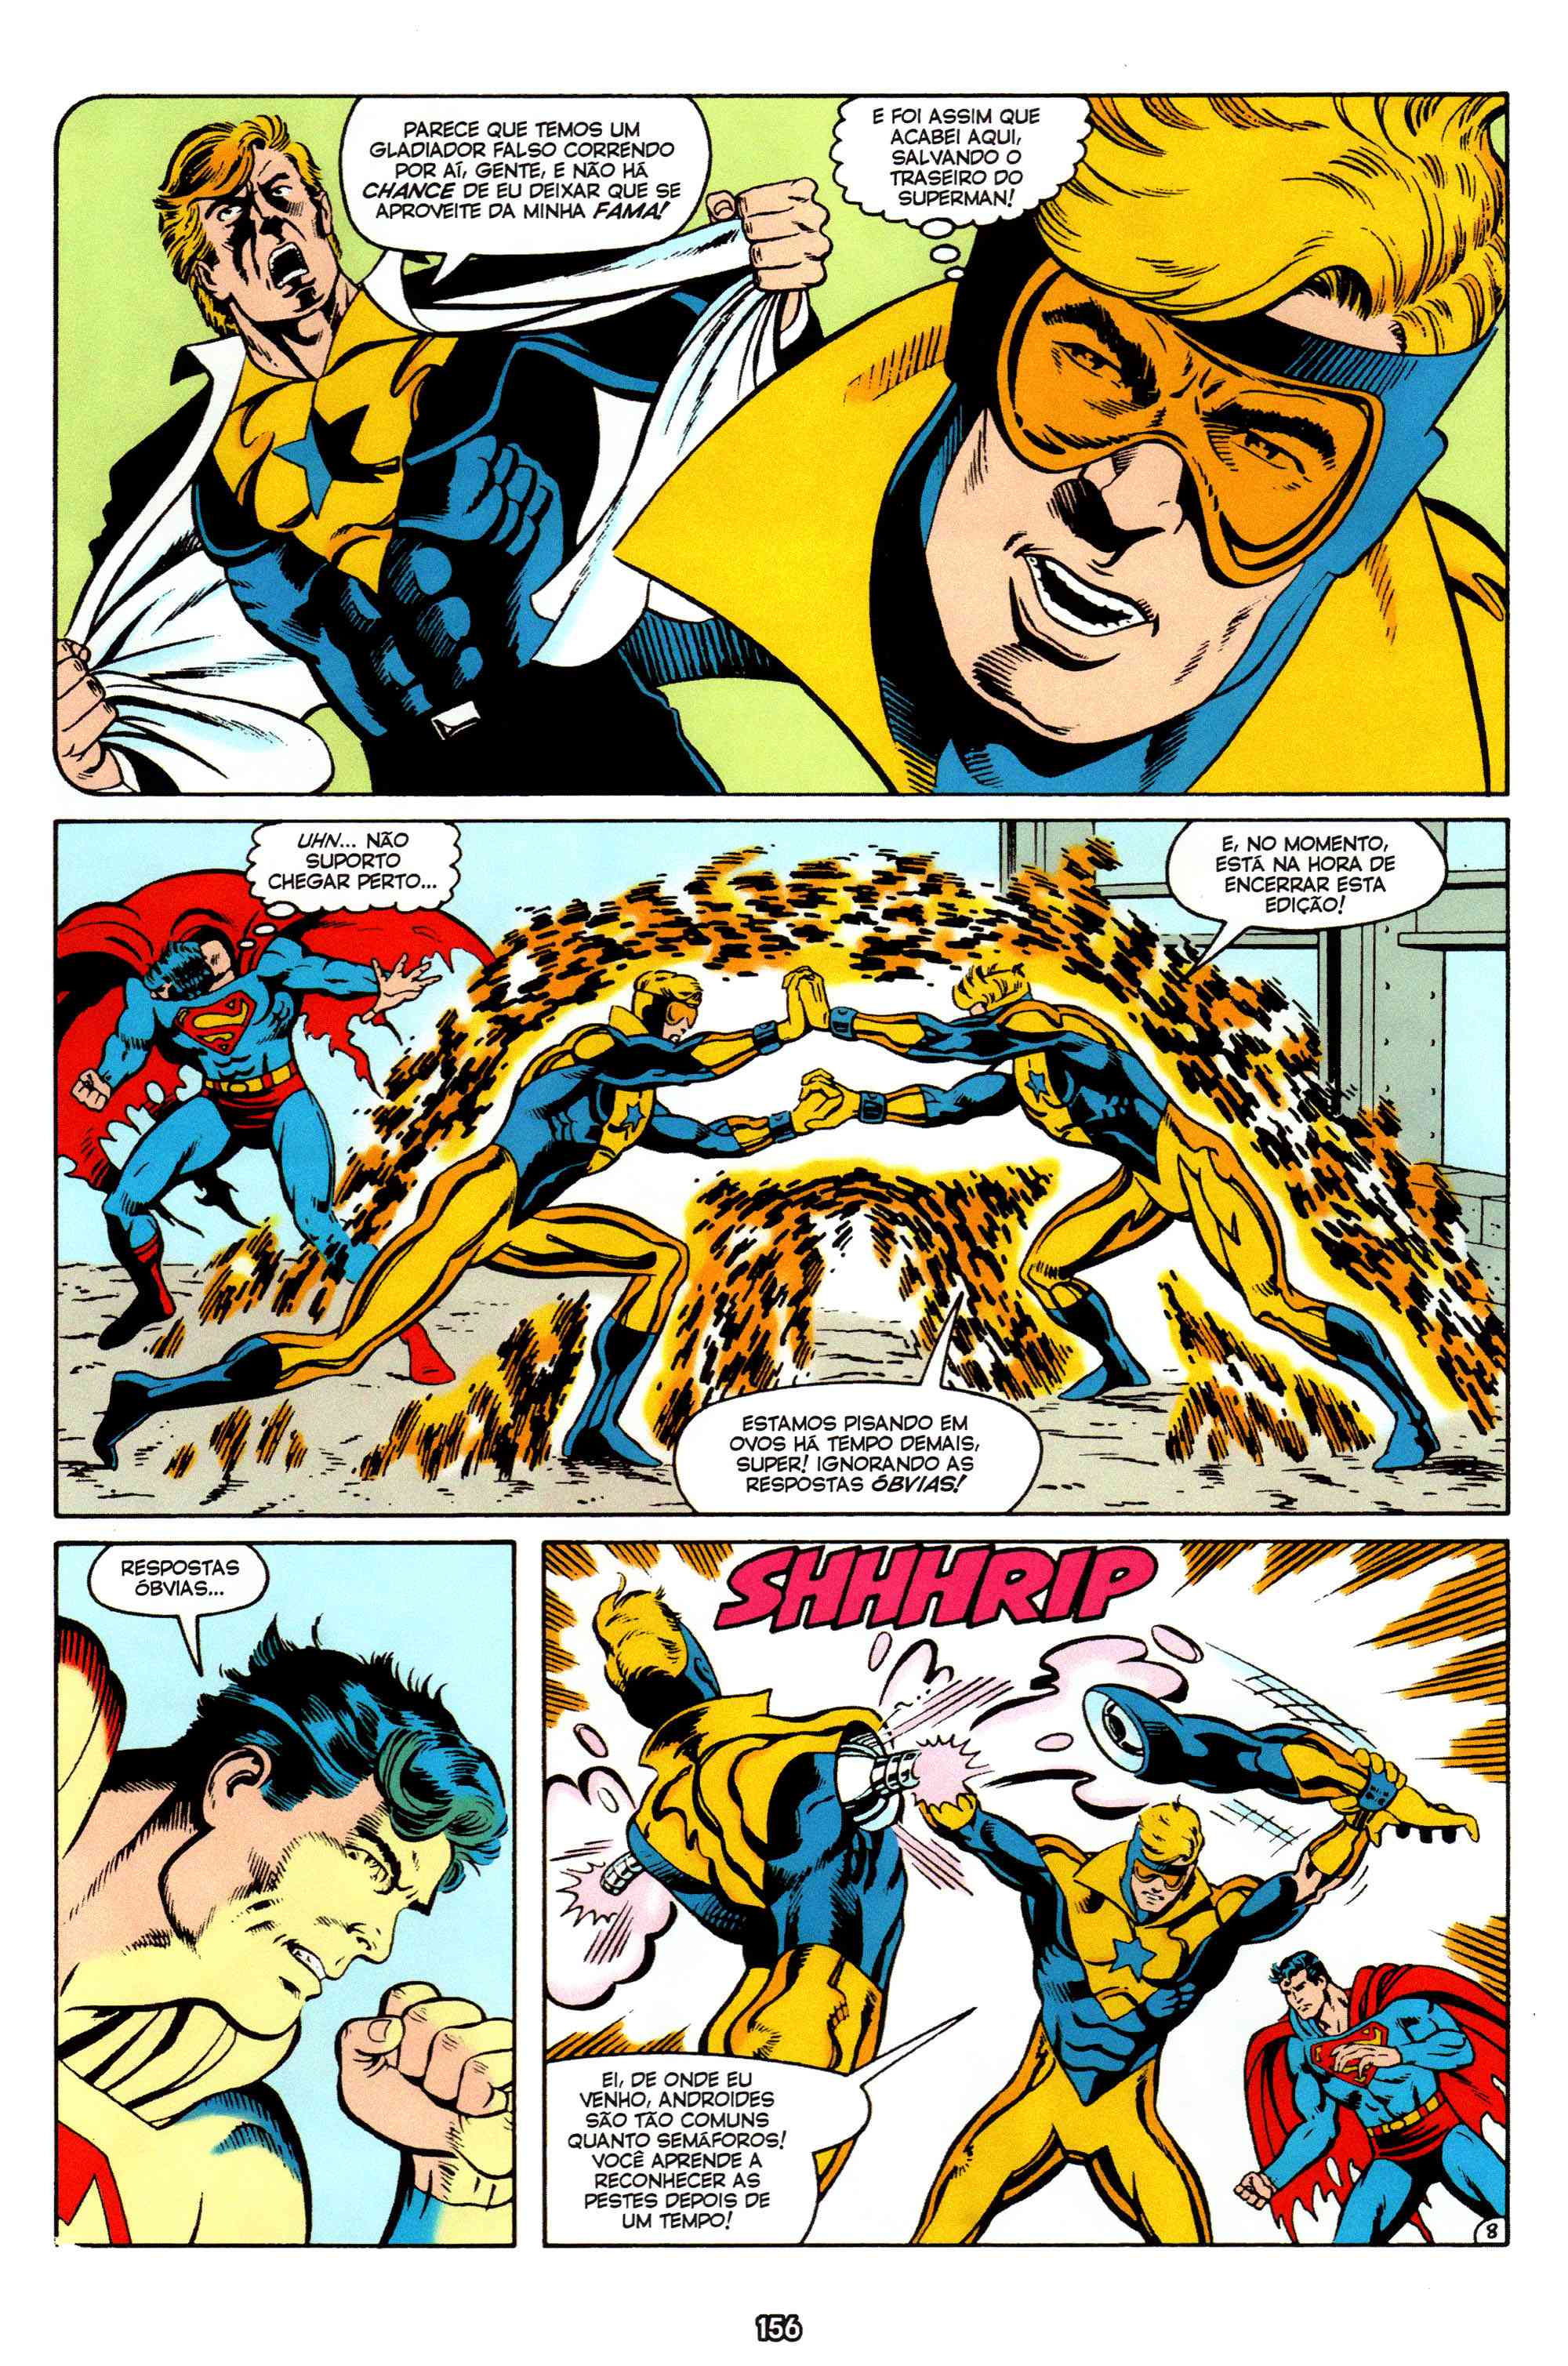 PARECE QUE TEMOS UM
GLADIADOR FALSO CORRENDO
POR AÍ, GENTE, E NÃO HÁ
CHANCE DE EU DEIXAR QUE SE
APROVEITE DA MINHA FAMA!
E FOI ASSIM QUE
ACABEI AQUI,
SALVANDO O
TRASEIRO DO
SUPERMAN!
UHN... NÃO
SUPORTO
CHEGAR PERTO...
E, NO MOMENTO,
ESTÁ NA HORA DE
ENCERRAR ESTA
EDIÇÃO!
ESTAMOS PISANDO EM
OVOS HÁ TEMPO DEMAIS,
SUPER! IGNORANDO AS
RESPOSTAS ÓBVIAS!
RESPOSTAS
ÓBVIAS...
SHHHRIP
EI, DE ONDE EU
VENHO, ANDROIDES
SÃO TÃO COMUNS
QUANTO SEMÁFOROS!
VOCÊ APRENDE A
RECONHECER AS
PESTES DEPOIS DE
UM TEMPO!
8
156